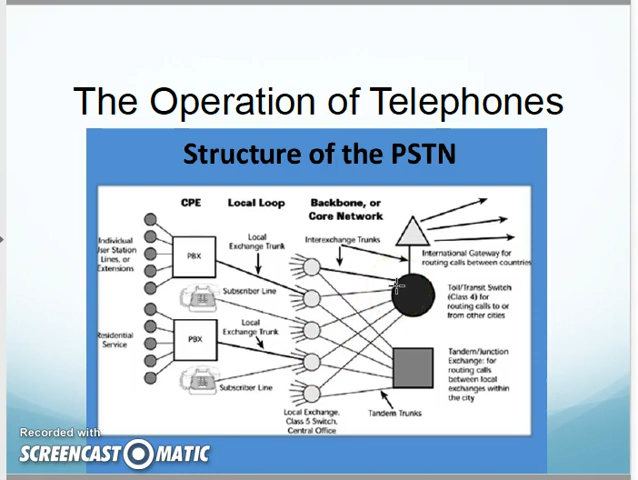 The Operation of Telephones
Structure of the PSTN
CPE
Local Loop
Backbone, or
Core Network
Individual
User Station
Lines, or
Extensions
PBX
Local
Exchange Trunk
Interexchange Trunks
International Gateway for
routing calls between countries
Subscriber Line
Toll/Transit Switch
(Class 4) for
routing calls to or
from other cities
Residential
Service
PBX
Local
Exchange Trunk
Subscriber Line
Tandem/Junction
Exchange: for
routing calls
between local
exchanges within
the city
Local Exchange,
Class 5 Switch,
Central Office
Tandem Trunks
Recorded with
SCREENCAST O MATIC